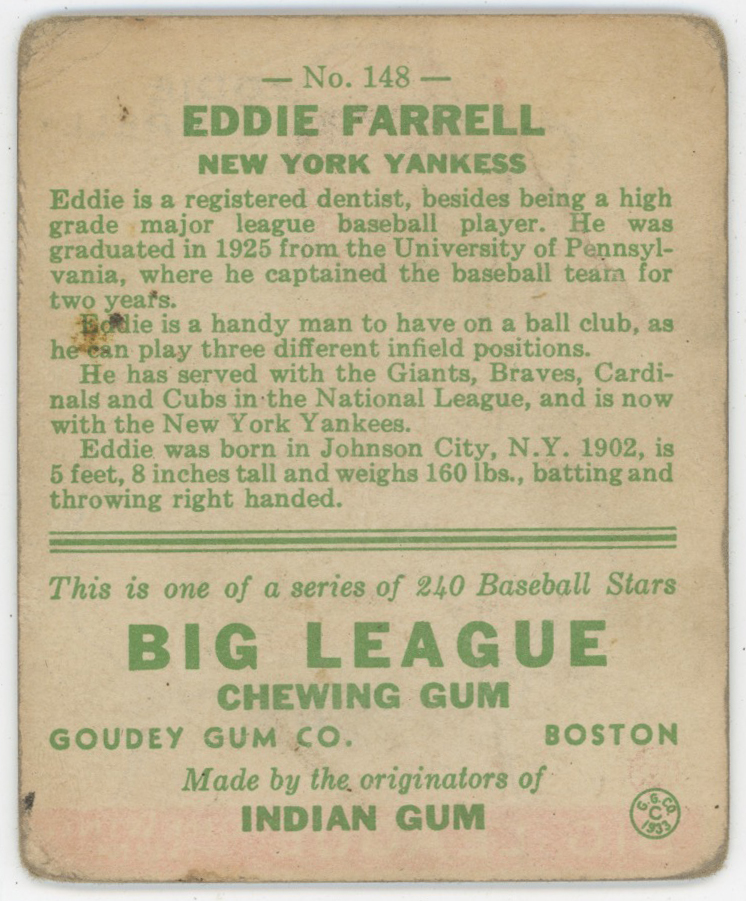 — No. 148 —
EDDIE FARRELL
NEW YORK YANKESS
Eddie is a registered dentist, besides being a high
grade major league baseball player. He was
graduated in 1925 from the University of Pennsyl-
vania, where he captained the baseball team for
two years.
Eddie is a handy man to have on a ball club, as
he can play three different infield positions.
He has served with the Giants, Braves, Cardi-
nals and Cubs in the National League, and is now
with the New York Yankees.
Eddie was born in Johnson City, N.Y. 1902, is
5 feet, 8 inches tall and weighs 160 lbs., batting and
throwing right handed.
This is one of a series of 240 Baseball Stars
BIG LEAGUE
CHEWING GUM
GOUDEY GUM CO. BOSTON
Made by the originators of
INDIAN GUM
G.G.CO.
C
1933